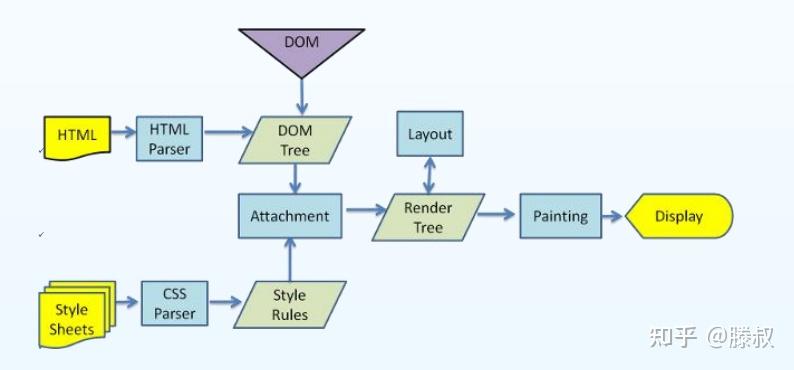 DOM
HTML
HTML
Parser
DOM
Tree
Layout
Attachment
Render
Tree
Painting
Display
Style
Sheets
CSS
Parser
Style
Rules
知乎 @滕叔